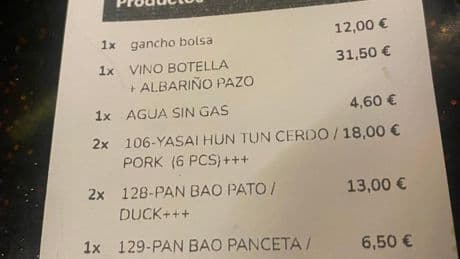 Productos
1x gancho bolsa 12,00 €
1x VINO BOTELLA 31,50 €
+ ALBARIÑO PAZO
1x AGUA SIN GAS 4,60 €
2x 106-YASAI HUN TUN CERDO / 18,00 €
PORK (6 PCS)+++
2x 128-PAN BAO PATO / 13,00 €
DUCK+++
1x 129-PAN BAO PANCETA / 6,50 €